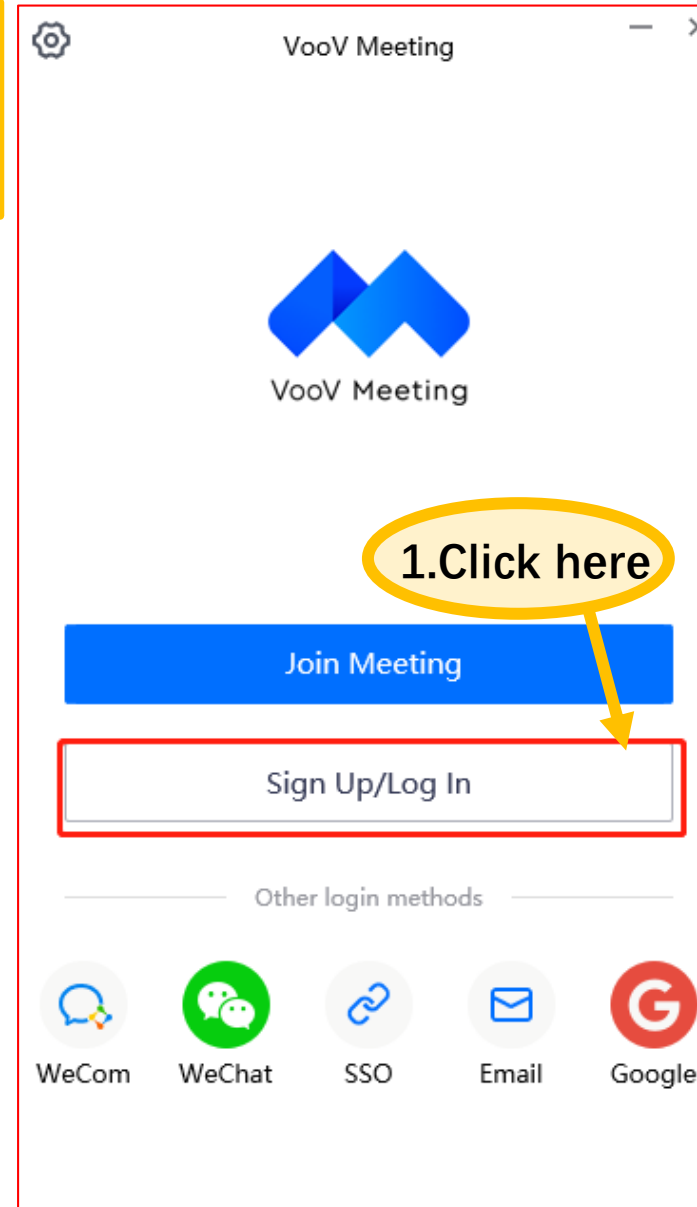 VooV Meeting
VooV Meeting
1.Click here
Join Meeting
Sign Up/Log In
Other login methods
WeCom WeChat SSO Email Google